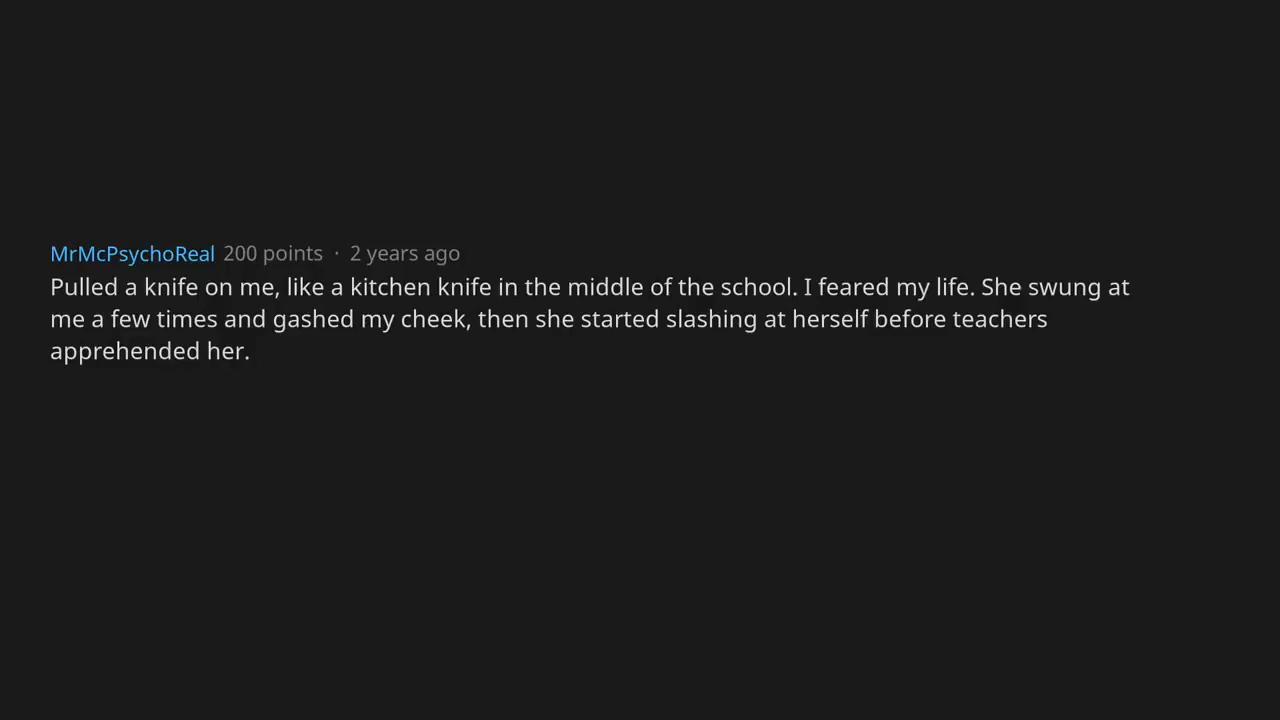 MrMcPsychoReal 200 points · 2 years ago
Pulled a knife on me, like a kitchen knife in the middle of the school. I feared my life. She swung at
me a few times and gashed my cheek, then she started slashing at herself before teachers
apprehended her.